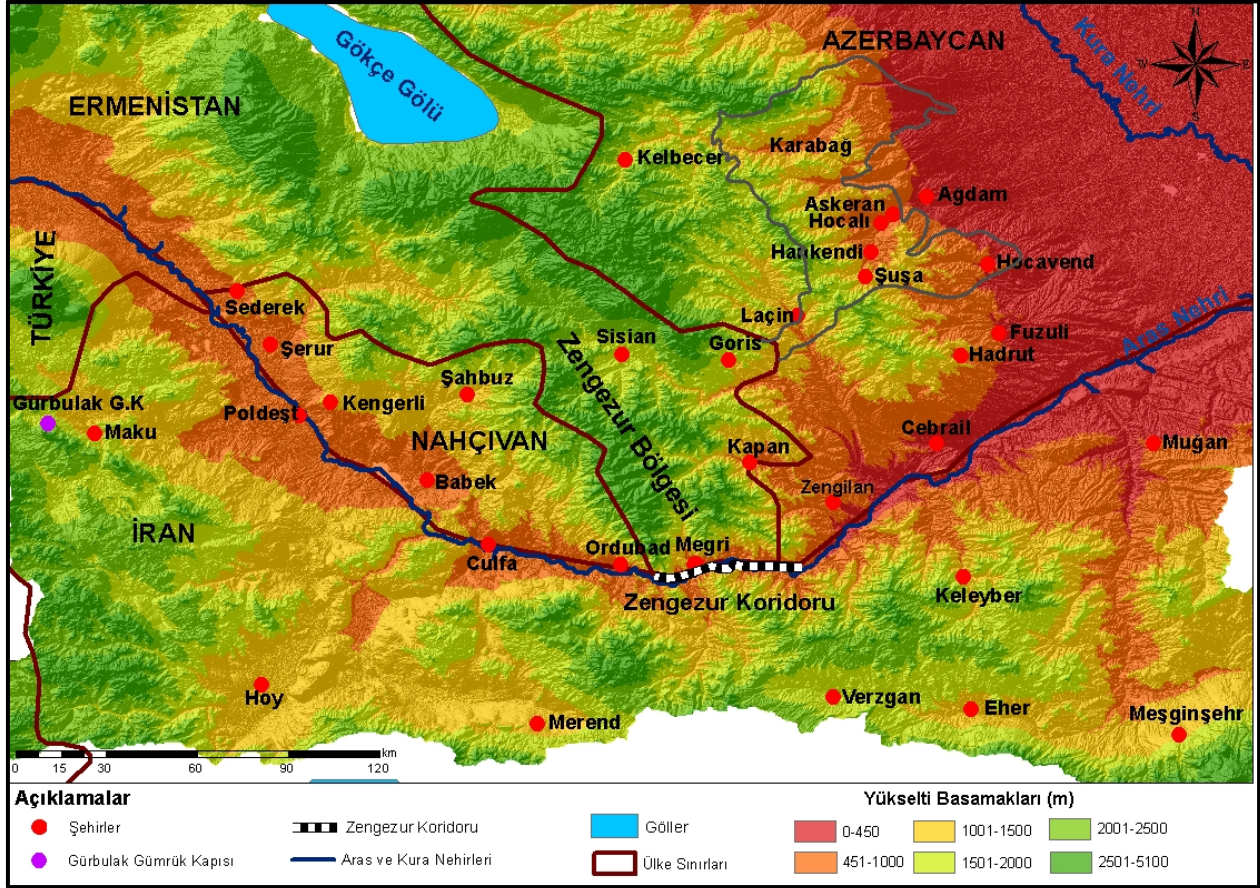 AZERBAYCAN
Kura Nehri
Kura Nehri
N
W
E
S
Gökçe Gölü
ERMENİSTAN
Karabağ
Kelbecer
Ağdam
Askeran
Hocalı
Hankendi
Hocavend
Şuşa
TÜRKİYE
Sederek
Laçin
Aras Nehri
Fuzuli
Şerur
Sisian
Goris
Hadrut
Zengezur Bölgesi
Şahbuz
Gürbulak G.K
Poldeşt
Kengerli
Maku
NAHÇIVAN
Cebrail
Muğan
Kapan
Babek
Zengilan
İRAN
Ordubad
Megri
Culfa
Zengezur Koridoru
Keleyber
Hoy
Verzgan
Eher
Merend
Meşginşehr
km
0 15 30 60 90 120
Açıklamalar
Şehirler
Zengezur Koridoru
Göller
Gürbulak Gümrük Kapısı
Aras ve Kura Nehirleri
Ülke Sınırları
Yükselti Basamakları (m)
0-450
1001-1500
2001-2500
451-1000
1501-2000
2501-5100